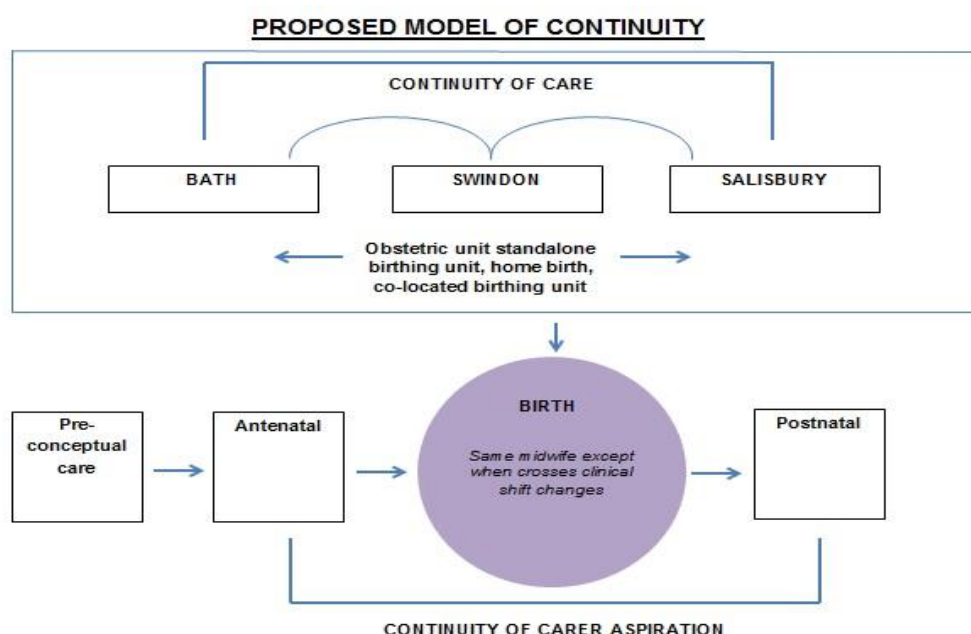 PROPOSED MODEL OF CONTINUITY
CONTINUITY OF CARE
BATH
SWINDON
SALISBURY
Obstetric unit standalone
birthing unit, home birth,
co-located birthing unit
Pre-
conceptual
care
Antenatal
BIRTH
Same midwife except
when crosses clinical
shift changes
Postnatal
CONTINUITY OF CARER ASPIRATION